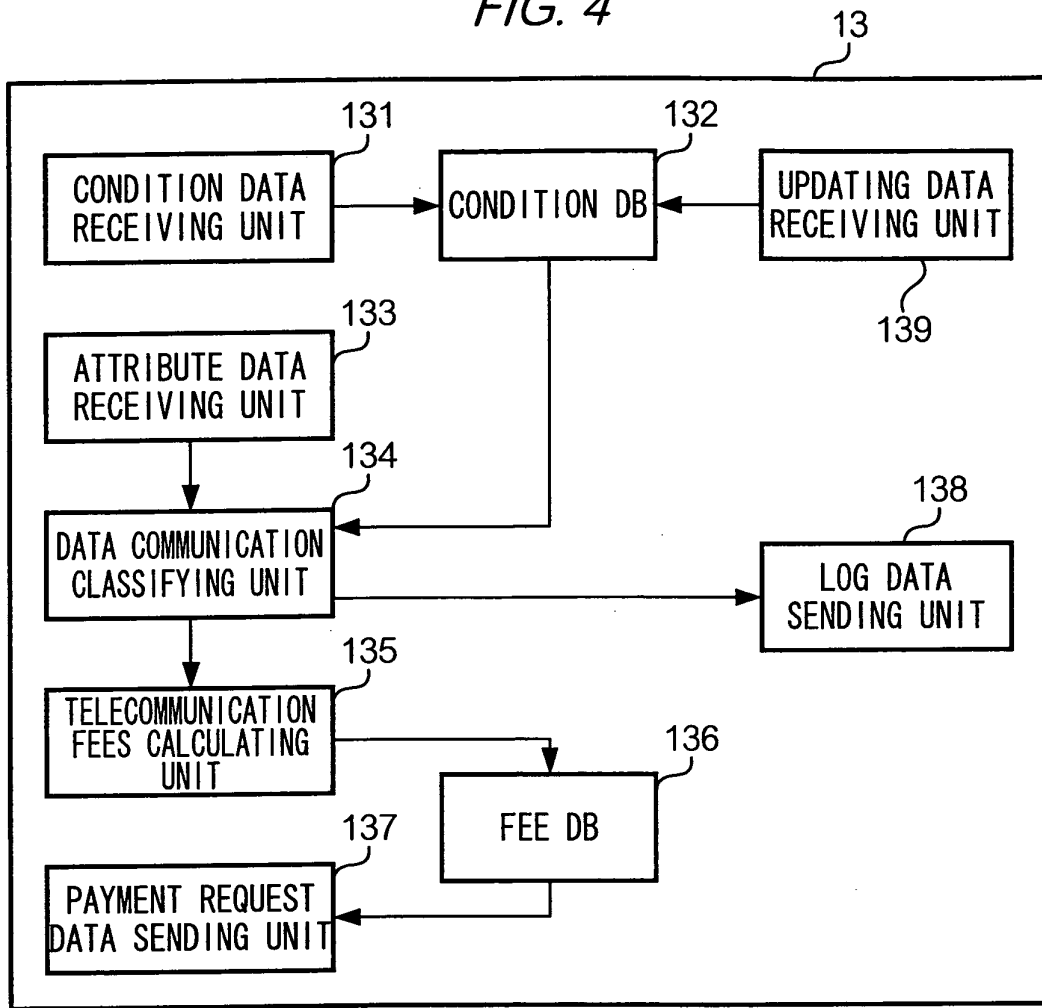 FIG. 4
13
131
CONDITION DATA
RECEIVING UNIT
132
CONDITION DB
UPDATING DATA
RECEIVING UNIT
139
133
ATTRIBUTE DATA
RECEIVING UNIT
134
DATA COMMUNICATION
CLASSIFYING UNIT
138
LOG DATA
SENDING UNIT
135
TELECOMMUNICATION
FEES CALCULATING
UNIT
136
FEE DB
137
PAYMENT REQUEST
DATA SENDING UNIT